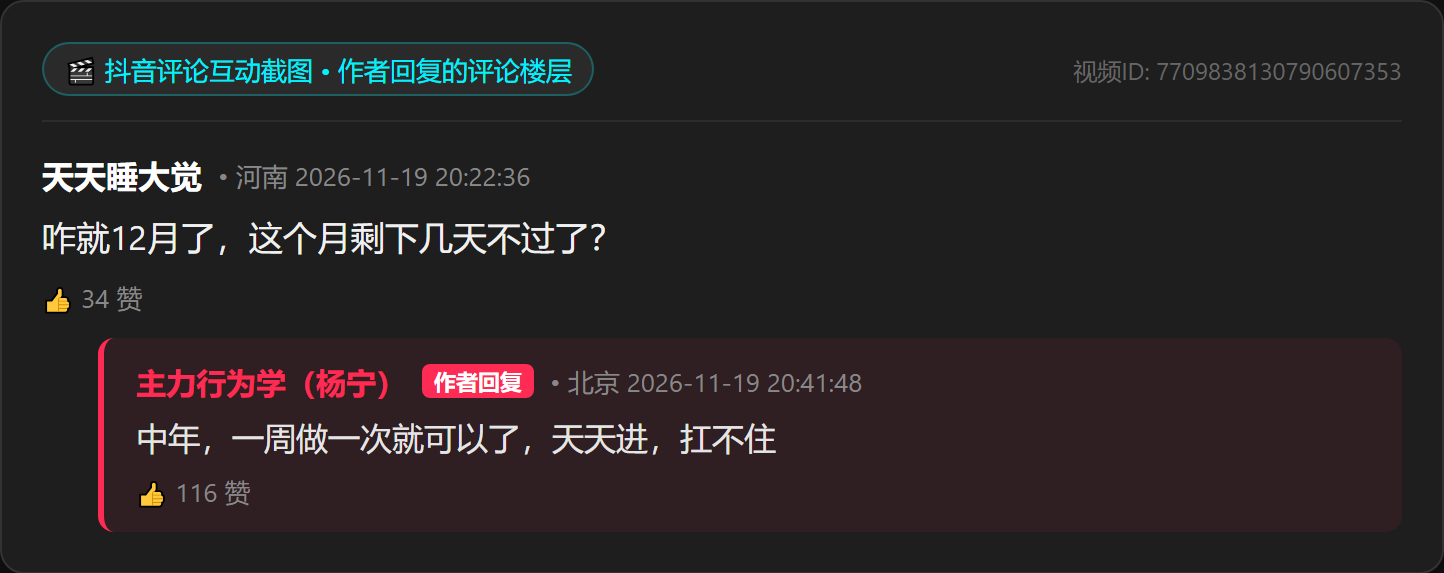 🎬 抖音评论互动截图 • 作者回复的评论楼层
视频ID: 7709838130790607353
天天睡大觉 • 河南 2026-11-19 20:22:36
咋就12月了，这个月剩下几天不过了？
👍 34 赞
主力行为学（杨宁） 作者回复 • 北京 2026-11-19 20:41:48
中年，一周做一次就可以了，天天进，扛不住
👍 116 赞